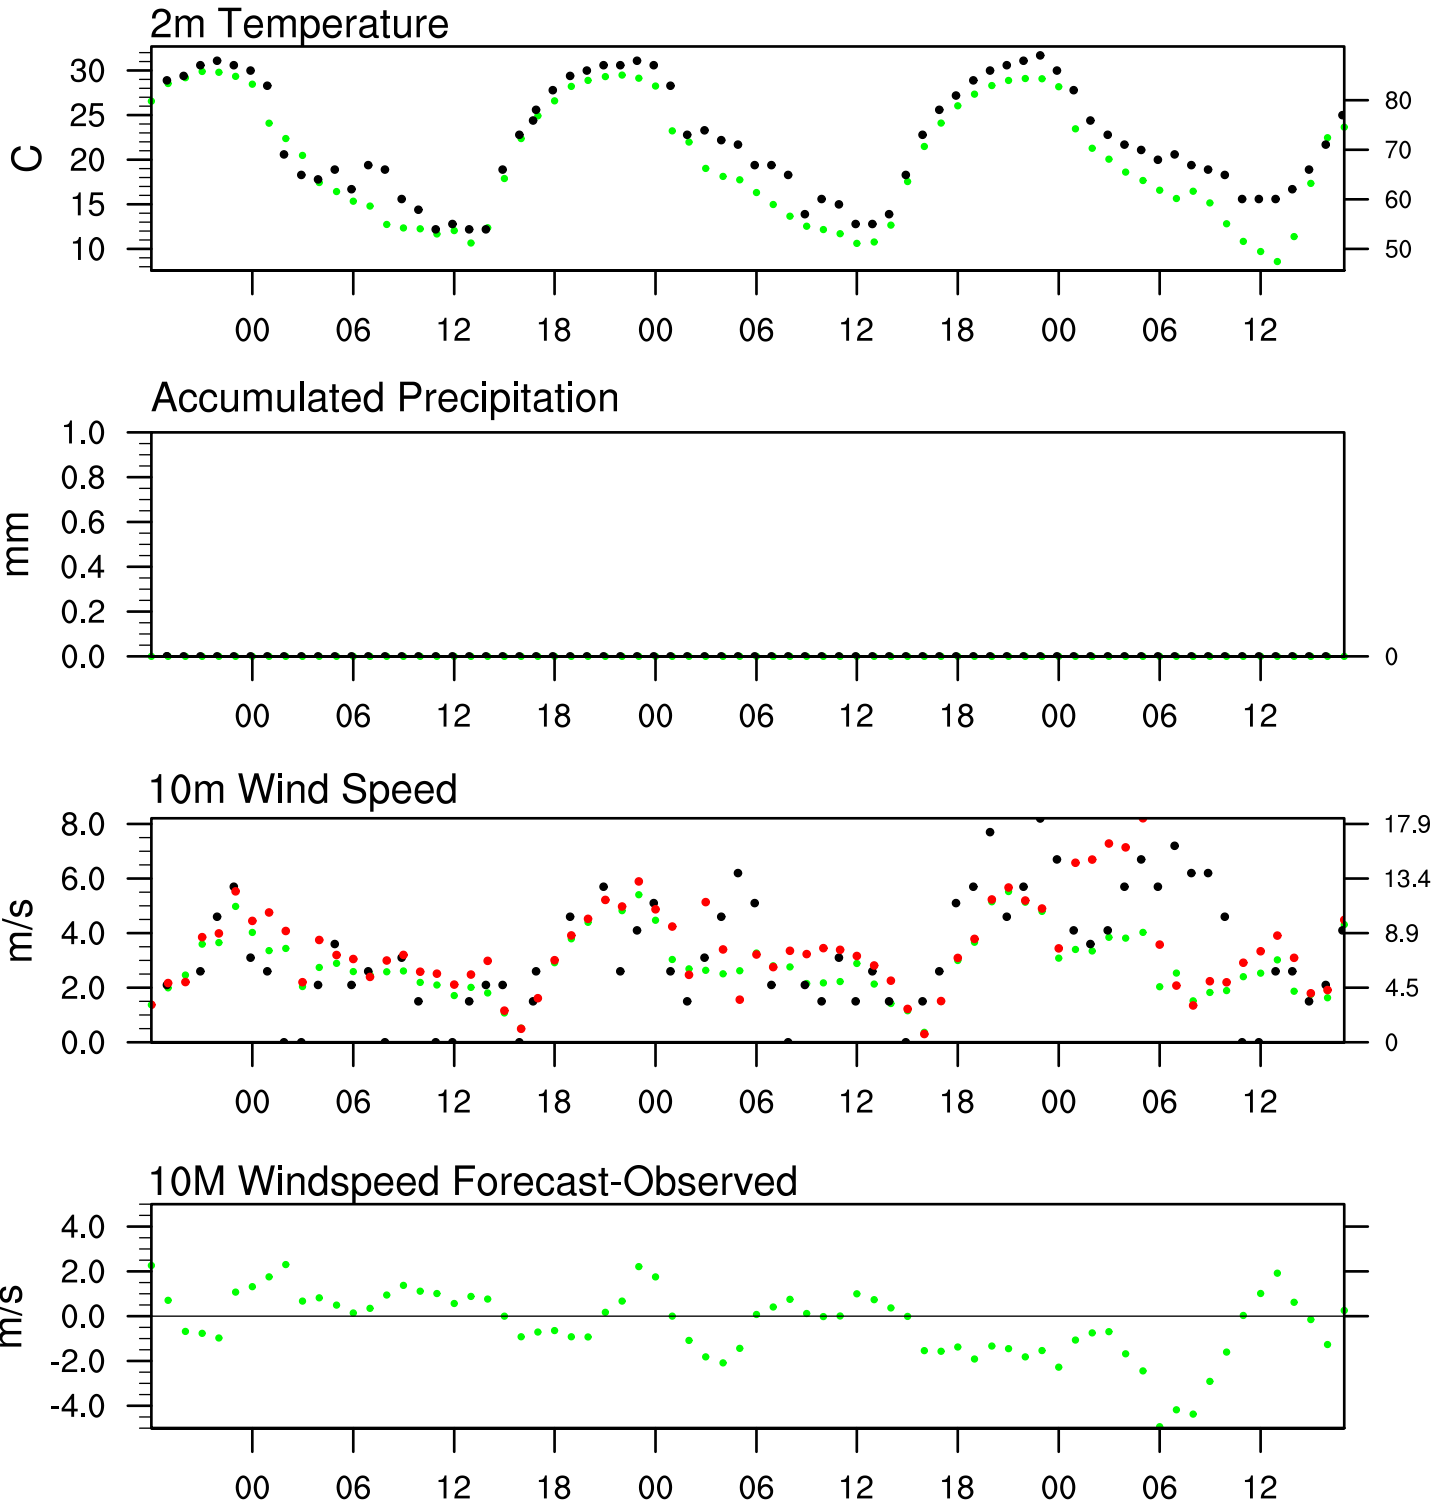 2m Temperature
30
25
20
15
10
C
80
70
60
50
00 06 12 18 00 06 12 18 00 06 12
Accumulated Precipitation
1.0
0.8
0.6
0.4
0.2
0.0
mm
0
00 06 12 18 00 06 12 18 00 06 12
10m Wind Speed
8.0
6.0
4.0
2.0
0.0
m/s
17.9
13.4
8.9
4.5
0
00 06 12 18 00 06 12 18 00 06 12
10M Windspeed Forecast-Observed
4.0
2.0
0.0
-2.0
-4.0
m/s
00 06 12 18 00 06 12 18 00 06 12